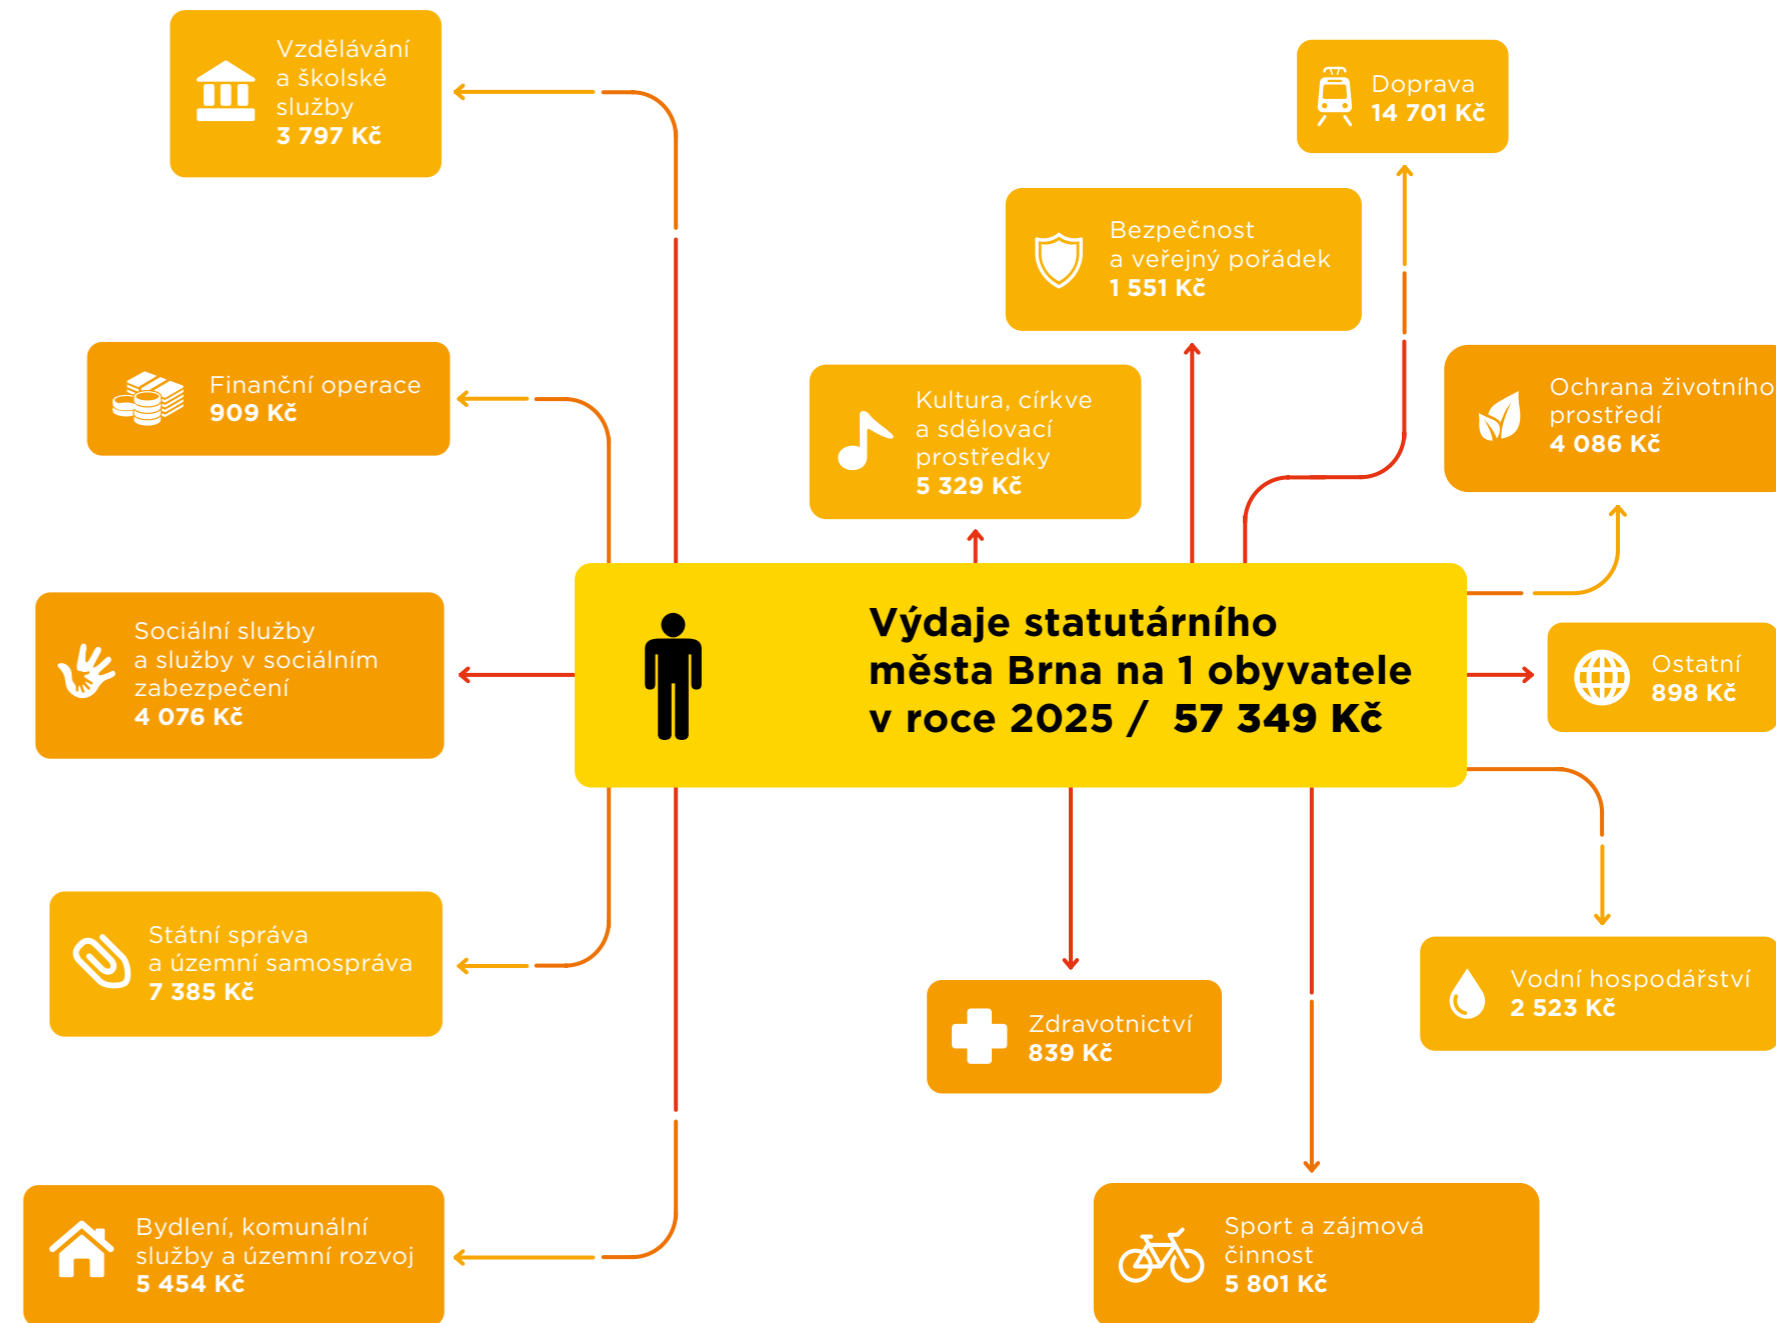 Vzdělávání
a školské
služby
3 797 Kč
Doprava
14 701 Kč
Bezpečnost
a veřejný pořádek
1 551 Kč
Finanční operace
909 Kč
Kultura, církve
a sdělovací
prostředky
5 329 Kč
Ochrana životního
prostředí
4 086 Kč
Sociální služby
a služby v sociálním
zabezpečení
4 076 Kč
Výdaje statutárního
města Brna na 1 obyvatele
v roce 2025 / 57 349 Kč
Ostatní
898 Kč
Státní správa
a územní samospráva
7 385 Kč
Zdravotnictví
839 Kč
Vodní hospodářství
2 523 Kč
Bydlení, komunální
služby a územní rozvoj
5 454 Kč
Sport a zájmová
činnost
5 801 Kč